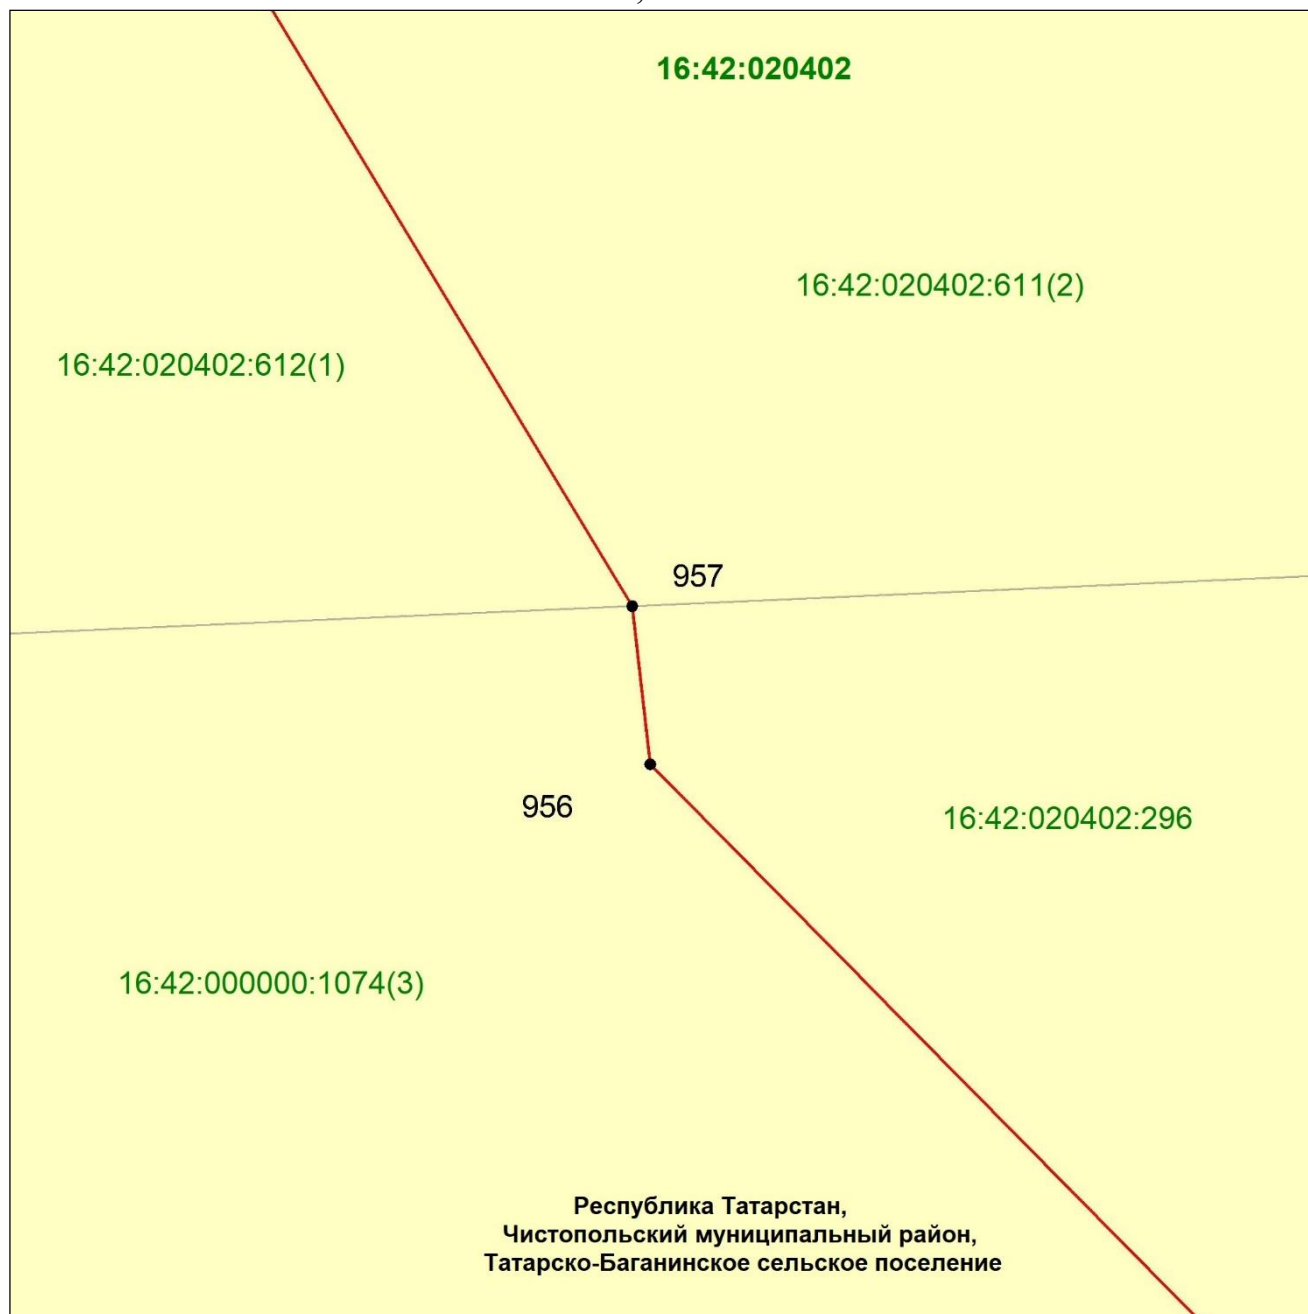 16:42:020402
16:42:020402:611(2)
16:42:020402:612(1)
957
956
16:42:020402:296
16:42:000000:1074(3)
Республика Татарстан,
Чистопольский муниципальный район,
Татарско-Баганинское сельское поселение